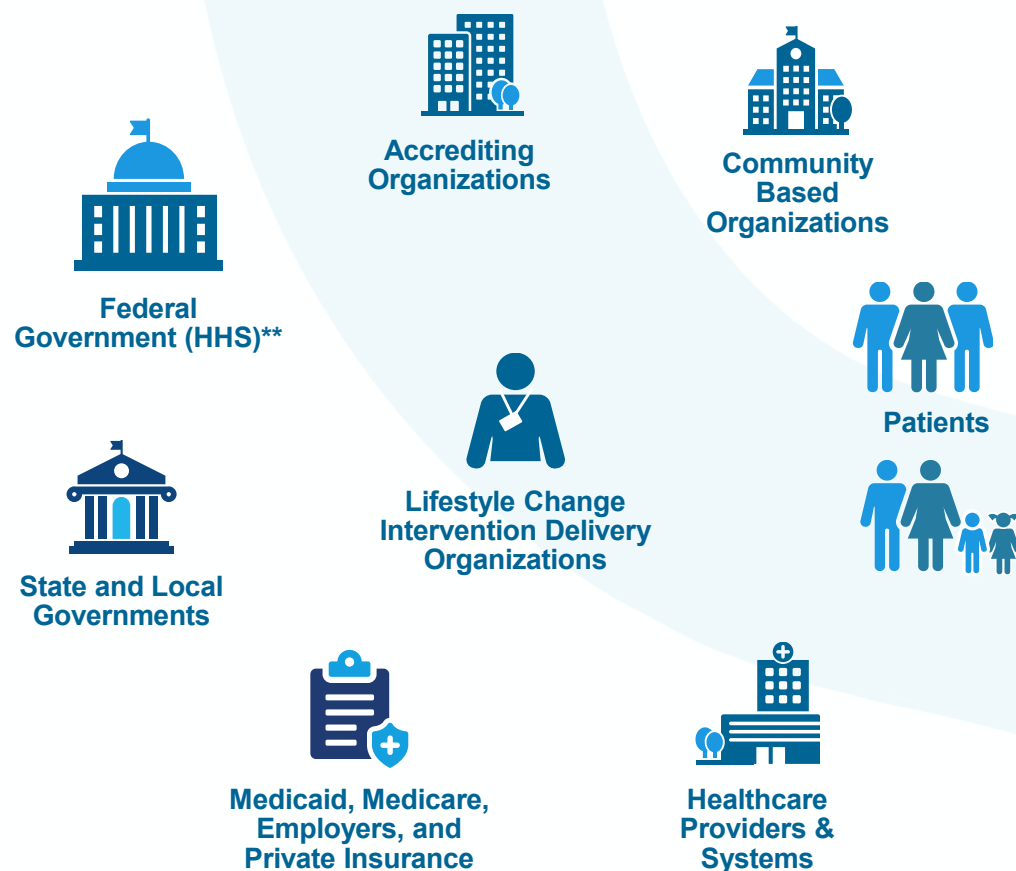 Accrediting
Organizations
Community
Based
Organizations
Federal
Government (HHS)**
Patients
Lifestyle Change
Intervention Delivery
Organizations
State and Local
Governments
Medicaid, Medicare,
Employers, and
Private Insurance
Healthcare
Providers &
Systems